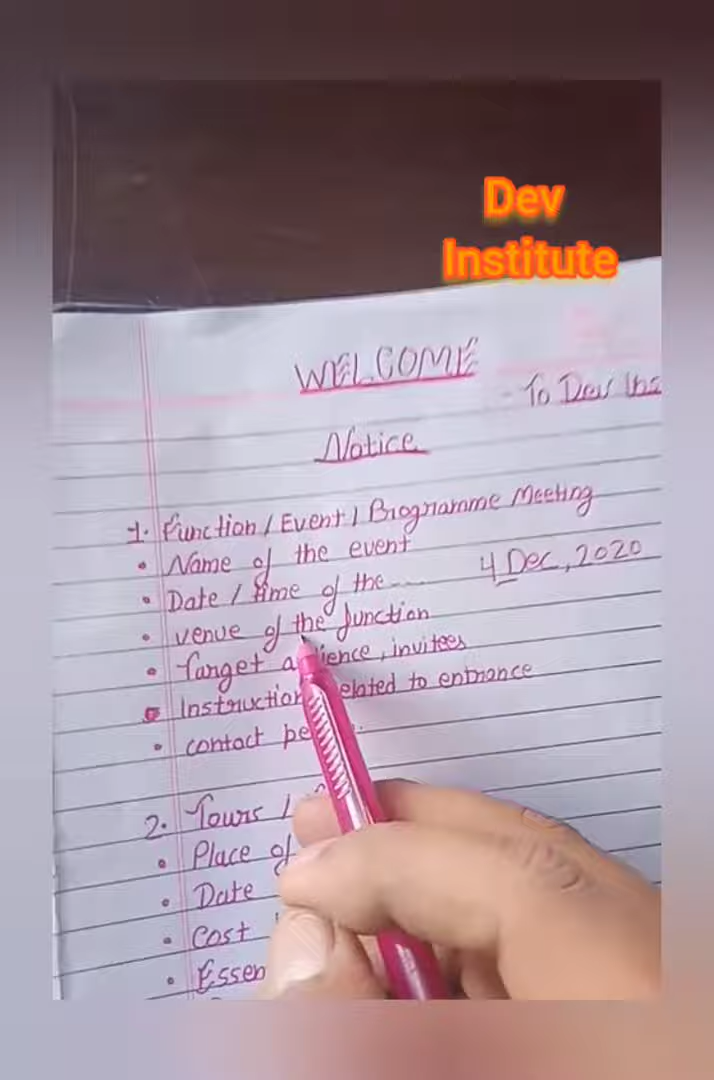 Dev
Institute
WELCOME
- To Dev Ins
Notice
1. Function / Event / Programme Meeting
• Name of the event
• Date / time of the ..... 4 Dec, 2020
• venue of the function
• Target a ience, invitees
• Instruction elated to entrance
• contact pe
2. Tours /
• Place of
• Date
• Cost
• Essen